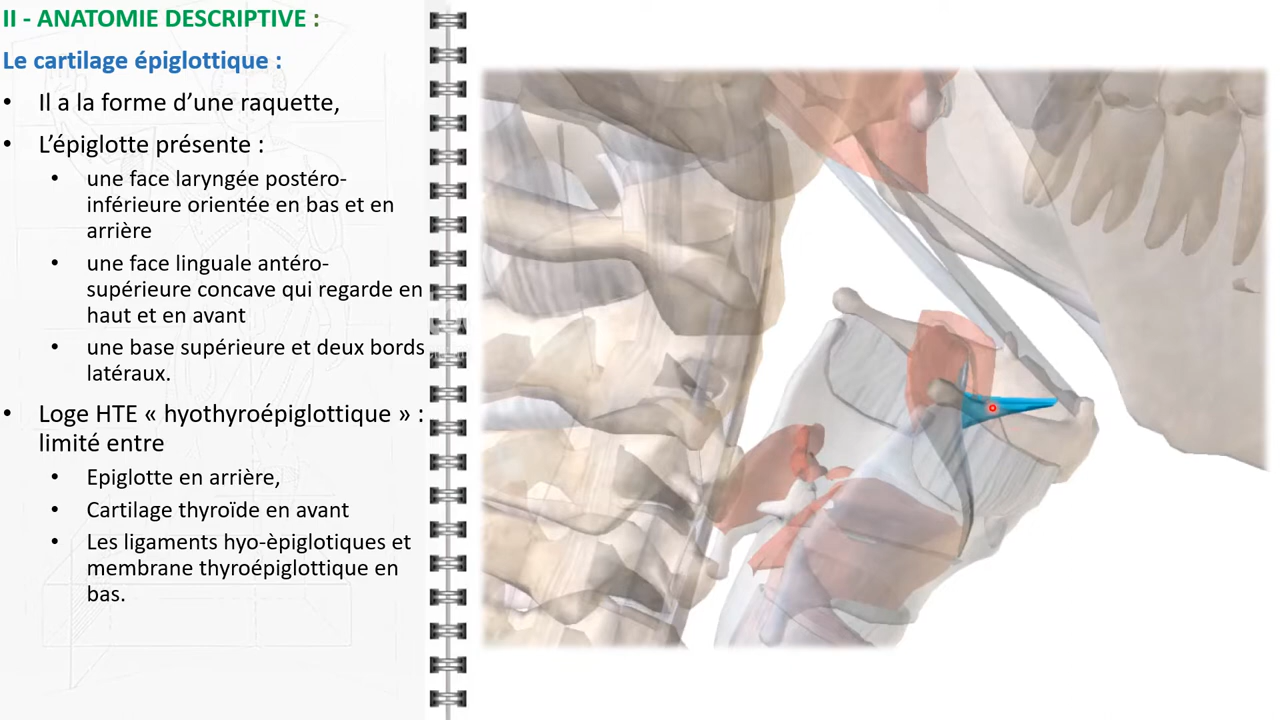 II - ANATOMIE DESCRIPTIVE :
Le cartilage épiglottique :
• Il a la forme d’une raquette,
• L’épiglotte présente :
• une face laryngée postéro-
inférieure orientée en bas et en
arrière
• une face linguale antéro-
supérieure concave qui regarde en
haut et en avant
• une base supérieure et deux bords
latéraux.
• Loge HTE « hyothyroépiglottique » :
limité entre
• Epiglotte en arrière,
• Cartilage thyroïde en avant
• Les ligaments hyo-èpiglotiques et
membrane thyroépiglottique en
bas.